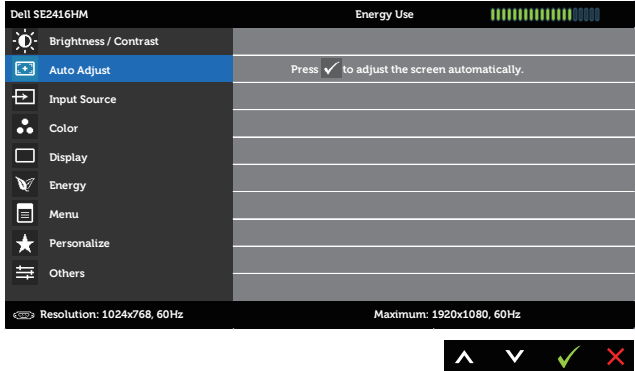 Dell SE2416HM Energy Use
Brightness / Contrast
Auto Adjust Press ✓ to adjust the screen automatically.
Input Source
Color
Display
Energy
Menu
Personalize
Others
Resolution: 1024x768, 60Hz Maximum: 1920x1080, 60Hz